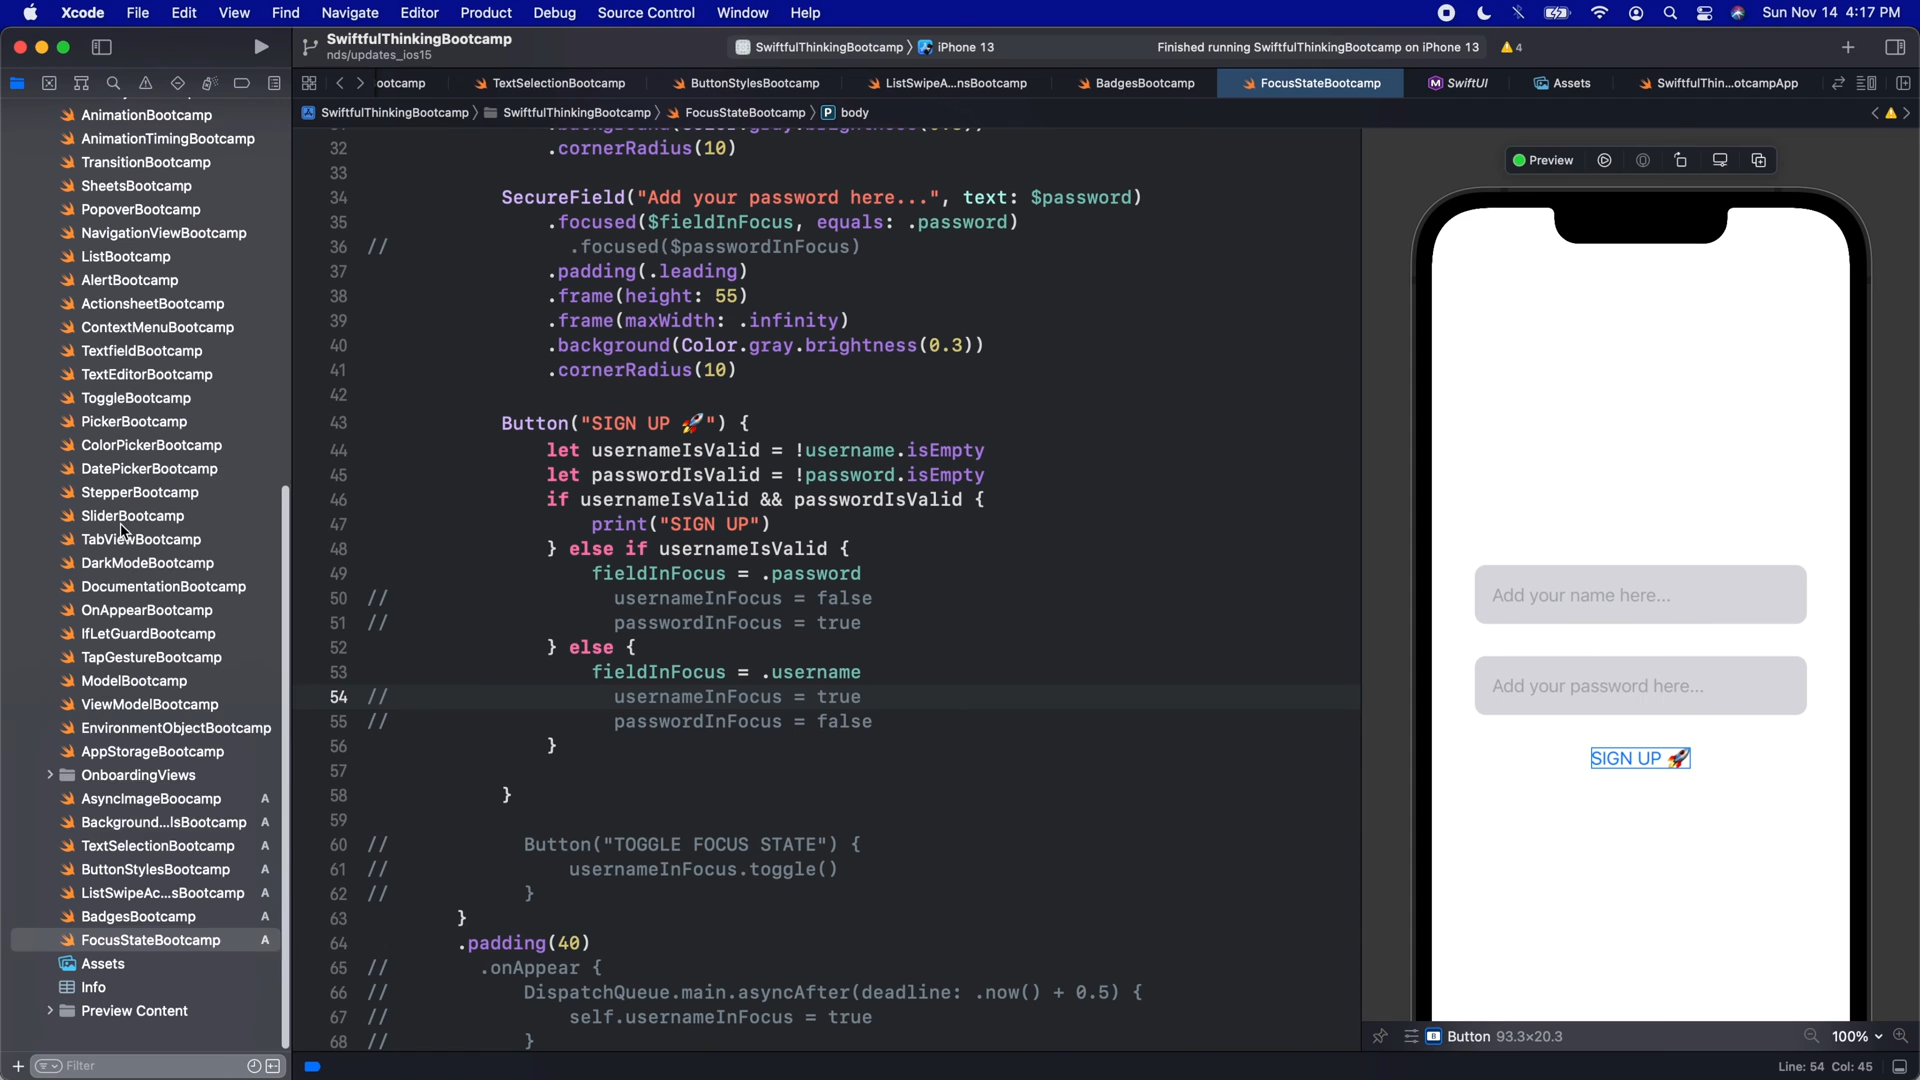 Xcode File Edit View Find Navigate Editor Product Debug Source Control Window Help Sun Nov 14 4:17 PM
SwiftfulThinkingBootcamp
nds/updates_ios15
SwiftfulThinkingBootcamp 〉 iPhone 13
Finished running SwiftfulThinkingBootcamp on iPhone 13
4
ootcamp TextSelectionBootcamp ButtonStylesBootcamp ListSwipeA...nsBootcamp BadgesBootcamp FocusStateBootcamp SwiftUI Assets SwiftfulThin...otcampApp
SwiftfulThinkingBootcamp 〉 SwiftfulThinkingBootcamp 〉 FocusStateBootcamp 〉 P body
AnimationBootcamp
AnimationTimingBootcamp
TransitionBootcamp
SheetsBootcamp
PopoverBootcamp
NavigationViewBootcamp
ListBootcamp
AlertBootcamp
ActionsheetBootcamp
ContextMenuBootcamp
TextfieldBootcamp
TextEditorBootcamp
ToggleBootcamp
PickerBootcamp
ColorPickerBootcamp
DatePickerBootcamp
StepperBootcamp
SliderBootcamp
TabViewBootcamp
DarkModeBootcamp
DocumentationBootcamp
OnAppearBootcamp
IfLetGuardBootcamp
TapGestureBootcamp
ModelBootcamp
ViewModelBootcamp
EnvironmentObjectBootcamp
AppStorageBootcamp
OnboardingViews
AsyncImageBoocamp A
Background...lsBootcamp A
TextSelectionBootcamp A
ButtonStylesBootcamp A
ListSwipeAc...sBootcamp A
BadgesBootcamp A
FocusStateBootcamp A
Assets
Info
Preview Content
Filter
32 .cornerRadius(10)
33
34 SecureField("Add your password here...", text: $password)
35 .focused($fieldInFocus, equals: .password)
36 // .focused($passwordInFocus)
37 .padding(.leading)
38 .frame(height: 55)
39 .frame(maxWidth: .infinity)
40 .background(Color.gray.brightness(0.3))
41 .cornerRadius(10)
42
43 Button("SIGN UP 🚀") {
44 let usernameIsValid = !username.isEmpty
45 let passwordIsValid = !password.isEmpty
46 if usernameIsValid && passwordIsValid {
47 print("SIGN UP")
48 } else if usernameIsValid {
49 fieldInFocus = .password
50 // usernameInFocus = false
51 // passwordInFocus = true
52 } else {
53 fieldInFocus = .username
54 // usernameInFocus = true
55 // passwordInFocus = false
56 }
57
58 }
59
60 // Button("TOGGLE FOCUS STATE") {
61 // usernameInFocus.toggle()
62 // }
63 }
64 .padding(40)
65 // .onAppear {
66 // DispatchQueue.main.asyncAfter(deadline: .now() + 0.5) {
67 // self.usernameInFocus = true
68 // }
Preview
Add your name here...
Add your password here...
SIGN UP 🚀
B Button 93.3×20.3
100%
Line: 54 Col: 45